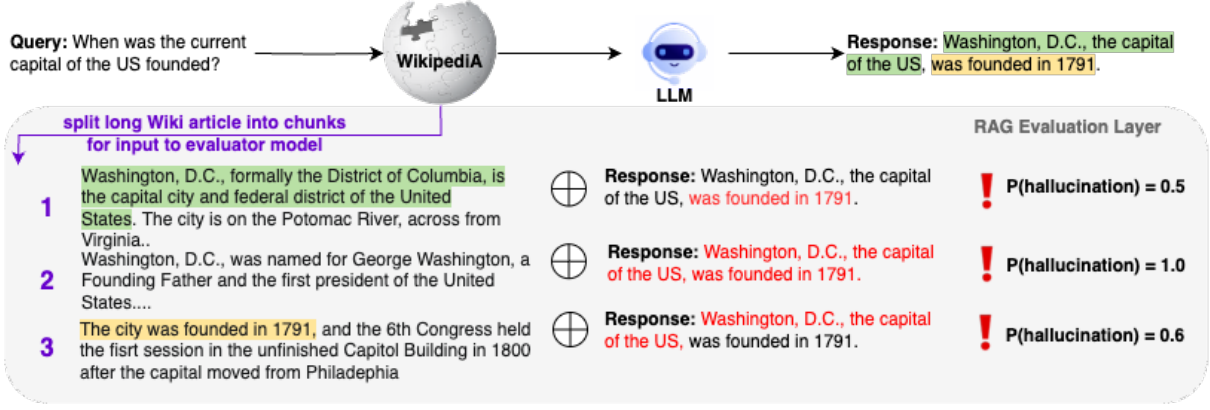 Query: When was the current
capital of the US founded?
WIKIPEDIA
LLM
Response: Washington, D.C., the capital
of the US, was founded in 1791.
split long Wiki article into chunks
for input to evaluator model
RAG Evaluation Layer
1
Washington, D.C., formally the District of Columbia, is
the capital city and federal district of the United
States. The city is on the Potomac River, across from
Virginia..
Response: Washington, D.C., the capital
of the US, was founded in 1791.
P(hallucination) = 0.5
2
Washington, D.C., was named for George Washington, a
Founding Father and the first president of the United
States....
Response: Washington, D.C., the capital
of the US, was founded in 1791.
P(hallucination) = 1.0
3
The city was founded in 1791, and the 6th Congress held
the fisrt session in the unfinished Capitol Building in 1800
after the capital moved from Philadephia
Response: Washington, D.C., the capital
of the US, was founded in 1791.
P(hallucination) = 0.6